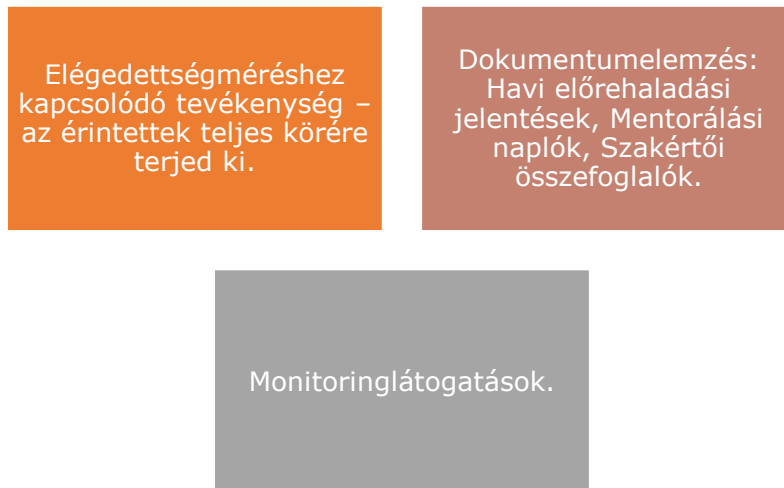 Elégedettségméréshez
kapcsolódó tevékenység –
az érintettek teljes körére
terjed ki.
Dokumentumelemzés:
Havi előrehaladási
jelentések, Mentorálási
naplók, Szakértői
összefoglalók.
Monitoringlátogatások.